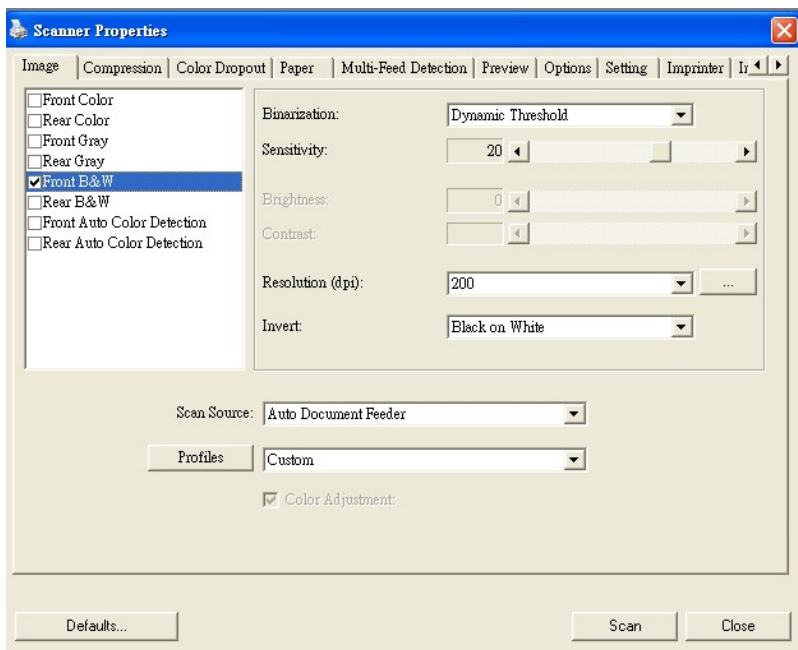 Scanner Properties
Image Compression Color Dropout Paper Multi-Feed Detection Preview Options Setting Imprinter
Front Color
Rear Color
Front Gray
Rear Gray
Front B&W
Rear B&W
Front Auto Color Detection
Rear Auto Color Detection
Binarization: Dynamic Threshold
Sensitivity: 20
Brightness: 0
Contrast:
Resolution (dpi): 200 ...
Invert: Black on White
Scan Source: Auto Document Feeder
Profiles Custom
Color Adjustment:
Defaults... Scan Close